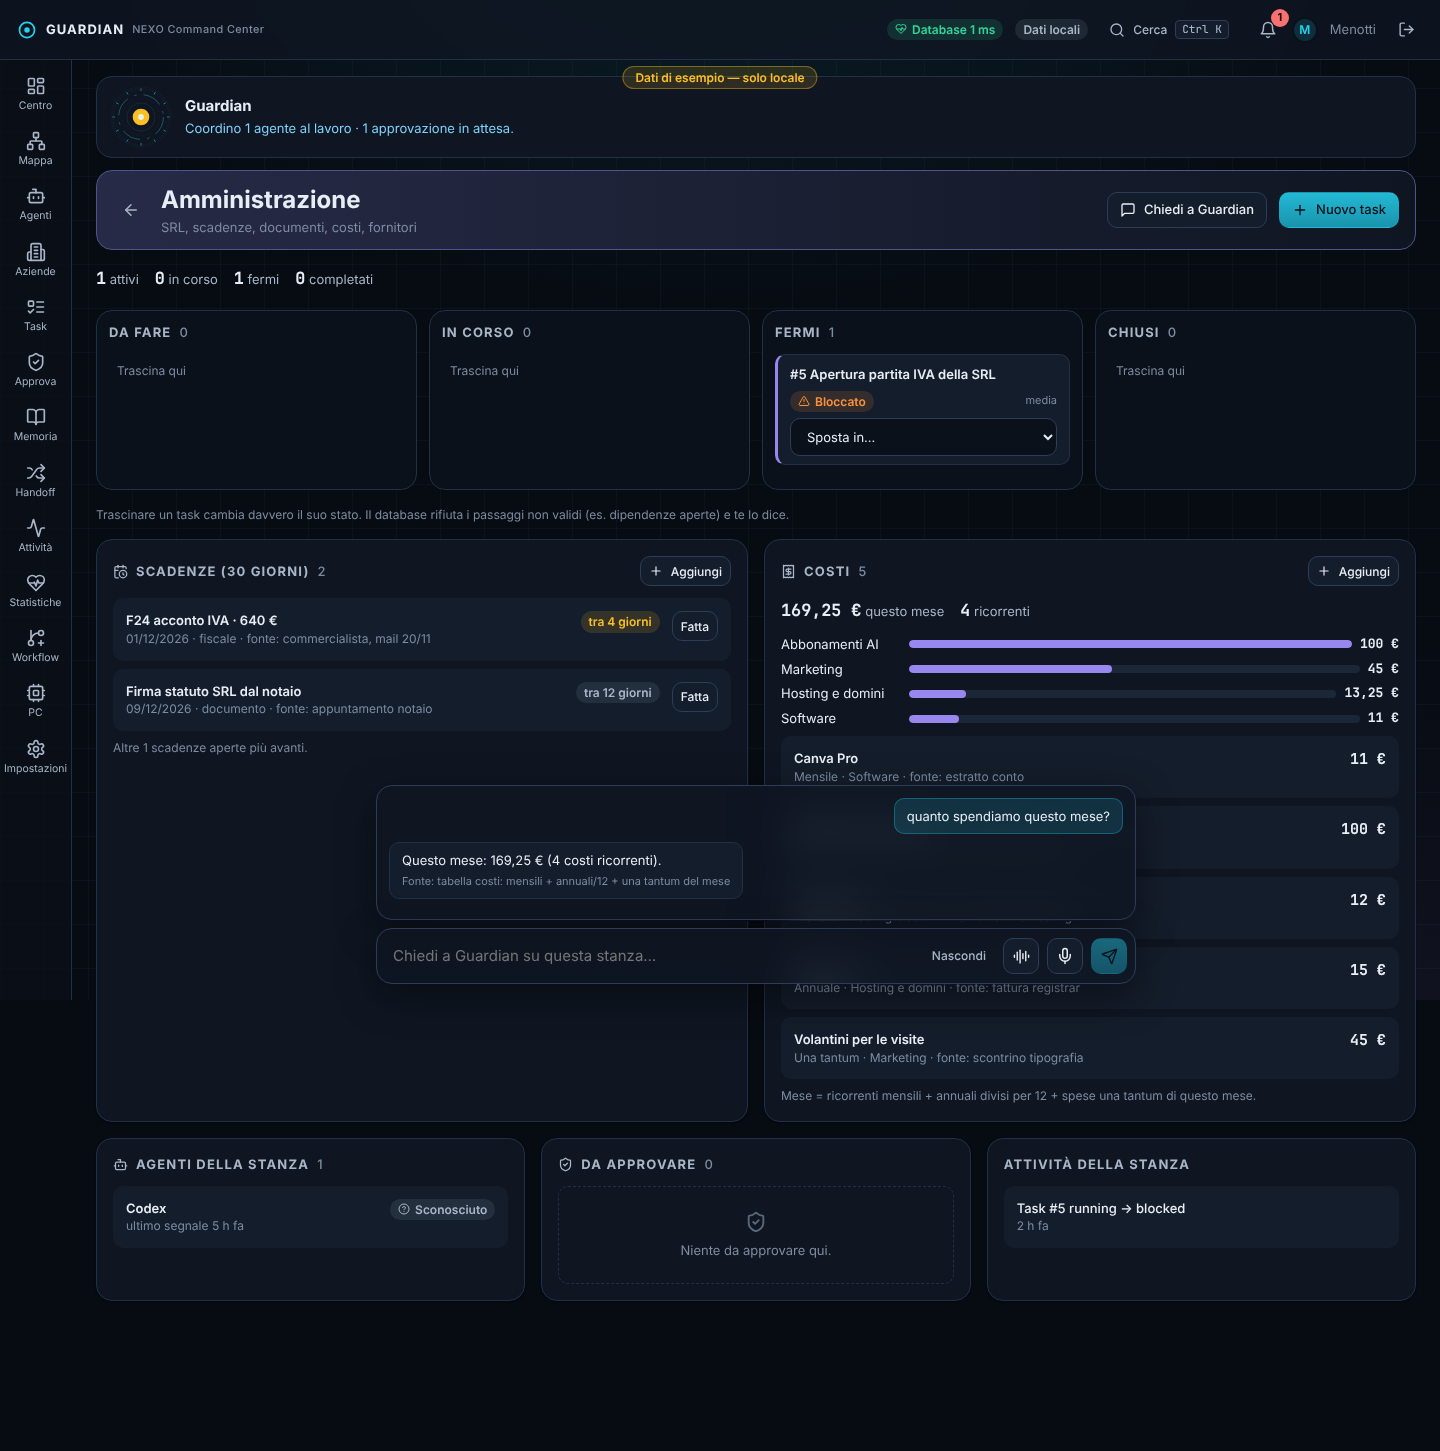 GUARDIAN NEXO Command Center
Database 1 ms
Dati locali
Cerca Ctrl K
1
M
Menotti
Centro
Mappa
Agenti
Aziende
Task
Approva
Memoria
Handoff
Attività
Statistiche
Workflow
PC
Impostazioni
Dati di esempio — solo locale
Guardian
Coordino 1 agente al lavoro · 1 approvazione in attesa.
Amministrazione
SRL, scadenze, documenti, costi, fornitori
Chiedi a Guardian
Nuovo task
1 attivi 0 in corso 1 fermi 0 completati
DA FARE 0
Trascina qui
IN CORSO 0
Trascina qui
FERMI 1
#5 Apertura partita IVA della SRL
Bloccato
media
Sposta in...
CHIUSI 0
Trascina qui
Trascinare un task cambia davvero il suo stato. Il database rifiuta i passaggi non validi (es. dipendenze aperte) e te lo dice.
SCADENZE (30 GIORNI) 2
Aggiungi
F24 acconto IVA · 640 €
01/12/2026 · fiscale · fonte: commercialista, mail 20/11
tra 4 giorni
Fatta
Firma statuto SRL dal notaio
09/12/2026 · documento · fonte: appuntamento notaio
tra 12 giorni
Fatta
Altre 1 scadenze aperte più avanti.
COSTI 5
Aggiungi
169,25 € questo mese 4 ricorrenti
Abbonamenti AI 100 €
Marketing 45 €
Hosting e domini 13,25 €
Software 11 €
Canva Pro
Mensile · Software · fonte: estratto conto
11 €
100 €
12 €
15 €
Annuale · Hosting e domini · fonte: fattura registrar
Volantini per le visite
Una tantum · Marketing · fonte: scontrino tipografia
45 €
Mese = ricorrenti mensili + annuali divisi per 12 + spese una tantum di questo mese.
quanto spendiamo questo mese?
Questo mese: 169,25 € (4 costi ricorrenti).
Fonte: tabella costi: mensili + annuali/12 + una tantum del mese
Chiedi a Guardian su questa stanza...
Nascondi
AGENTI DELLA STANZA 1
Codex
ultimo segnale 5 h fa
Sconosciuto
DA APPROVARE 0
Niente da approvare qui.
ATTIVITÀ DELLA STANZA
Task #5 running → blocked
2 h fa